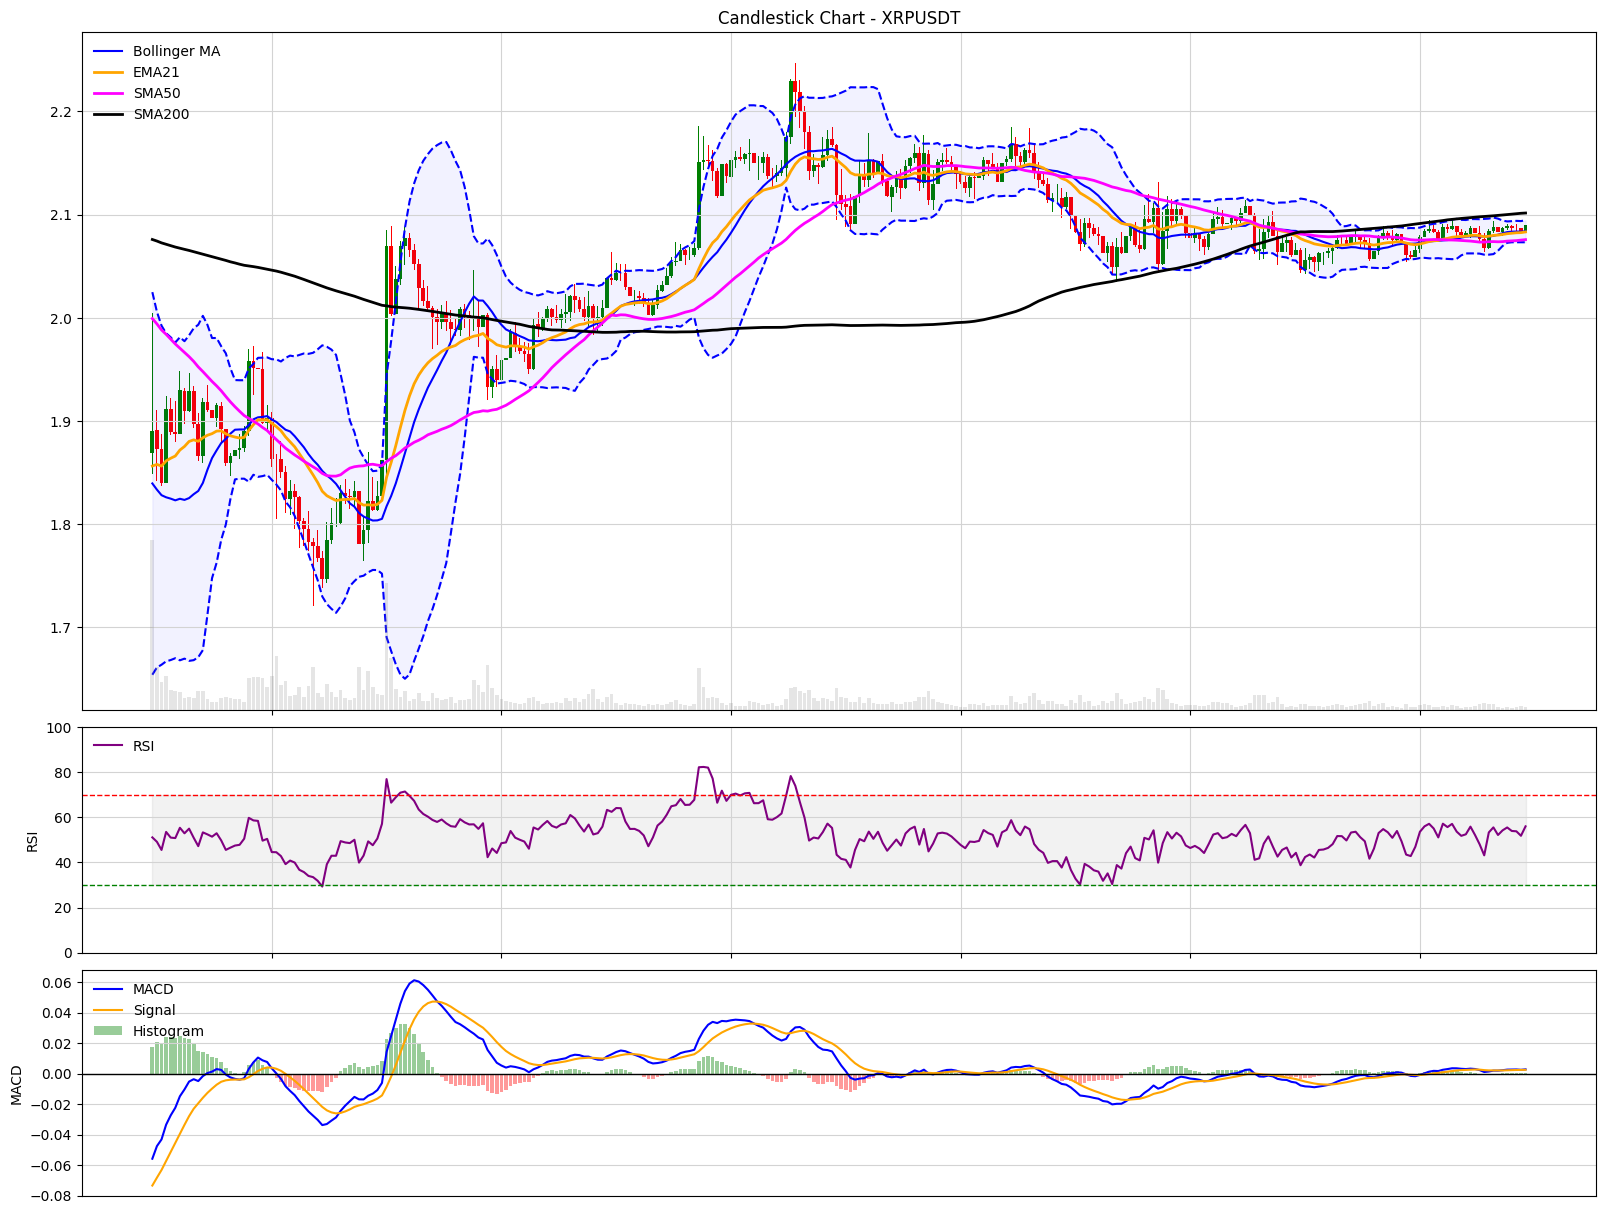 Candlestick Chart - XRPUSDT
Bollinger MA
EMA21
SMA50
SMA200
2.2
2.1
2.0
1.9
1.8
1.7
RSI
100
80
60
40
20
0
RSI
MACD
Signal
Histogram
0.06
0.04
0.02
0.00
−0.02
−0.04
−0.06
−0.08
MACD